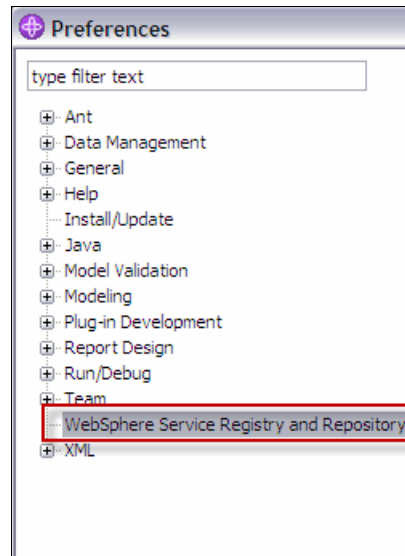 Preferences
type filter text
Ant
Data Management
General
Help
Install/Update
Java
Model Validation
Modeling
Plug-in Development
Report Design
Run/Debug
Team
WebSphere Service Registry and Repository
XML